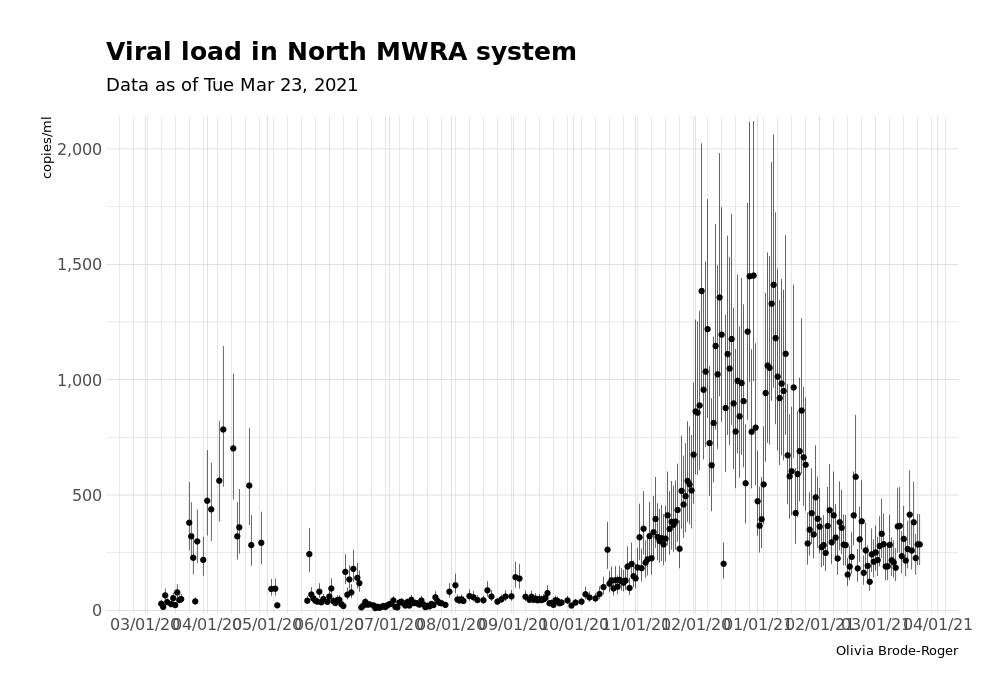 Viral load in North MWRA system
Data as of Tue Mar 23, 2021
copies/ml
2,000
1,500
1,000
500
0
03/01/20 04/01/20 05/01/20 06/01/20 07/01/20 08/01/20 09/01/20 10/01/20 11/01/20 12/01/20 01/01/21 02/01/21 03/01/21 04/01/21
Olivia Brode-Roger